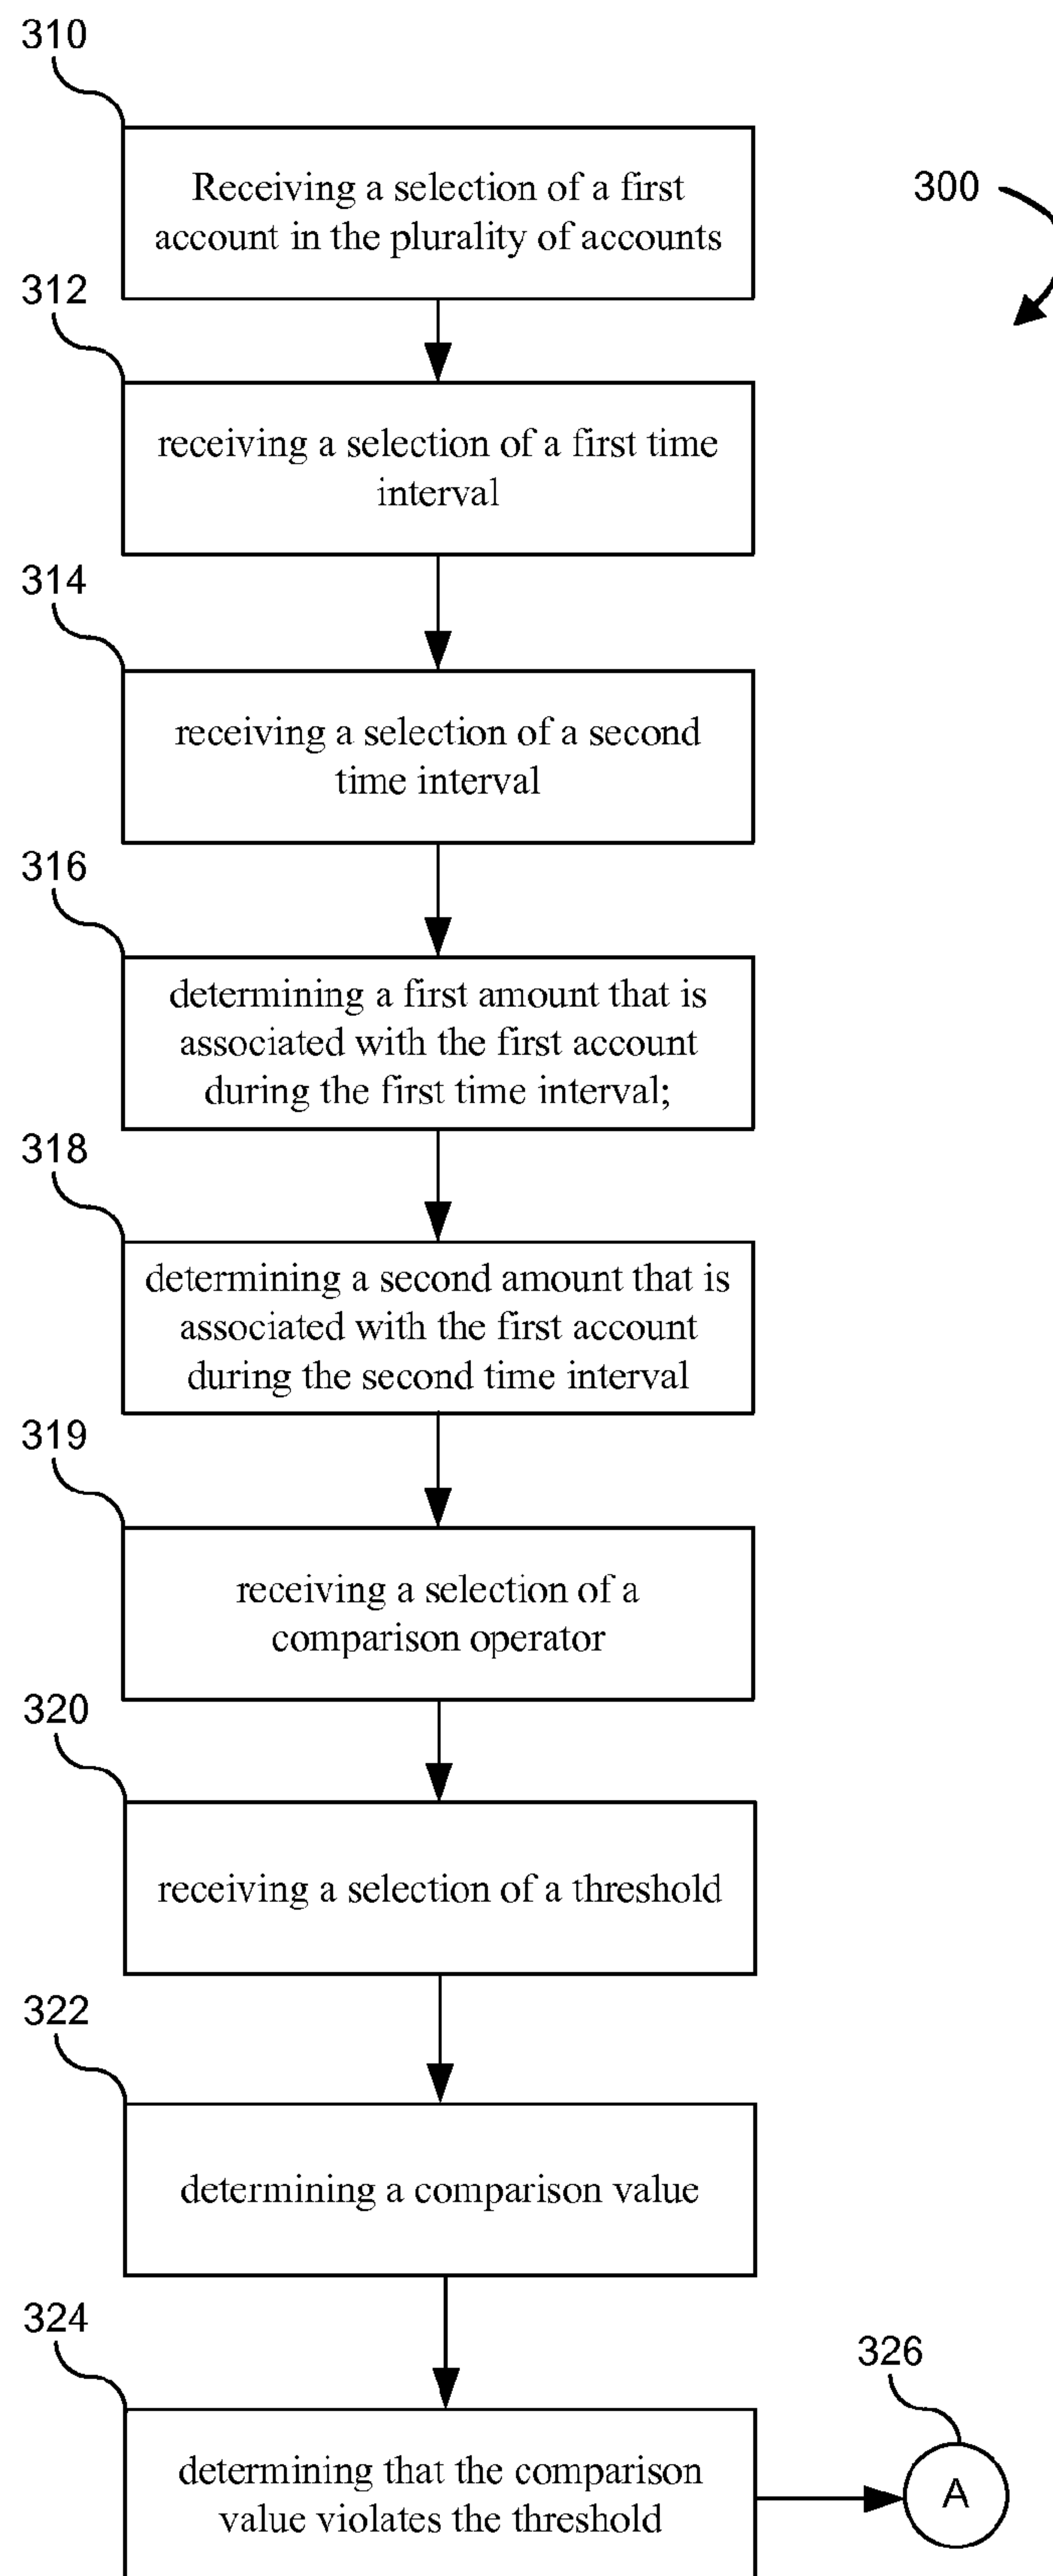 310
Receiving a selection of a first
account in the plurality of accounts
300
312
receiving a selection of a first time
interval
314
receiving a selection of a second
time interval
316
determining a first amount that is
associated with the first account
during the first time interval;
318
determining a second amount that is
associated with the first account
during the second time interval
319
receiving a selection of a
comparison operator
320
receiving a selection of a threshold
322
determining a comparison value
324
determining that the comparison
value violates the threshold
326
A